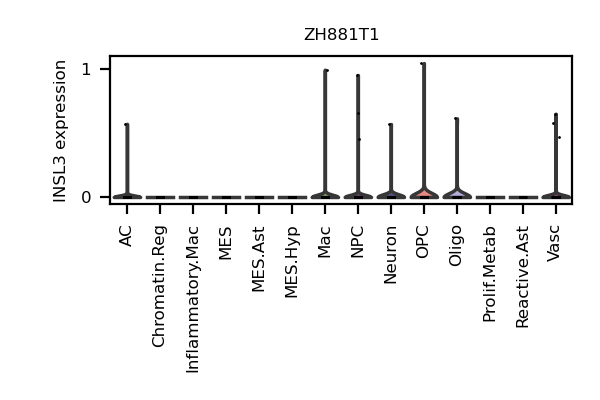 ZH881T1
INSL3 expression
1
0
AC
Chromatin.Reg
Inflammatory.Mac
MES
MES.Ast
MES.Hyp
Mac
NPC
Neuron
OPC
Oligo
Prolif.Metab
Reactive.Ast
Vasc